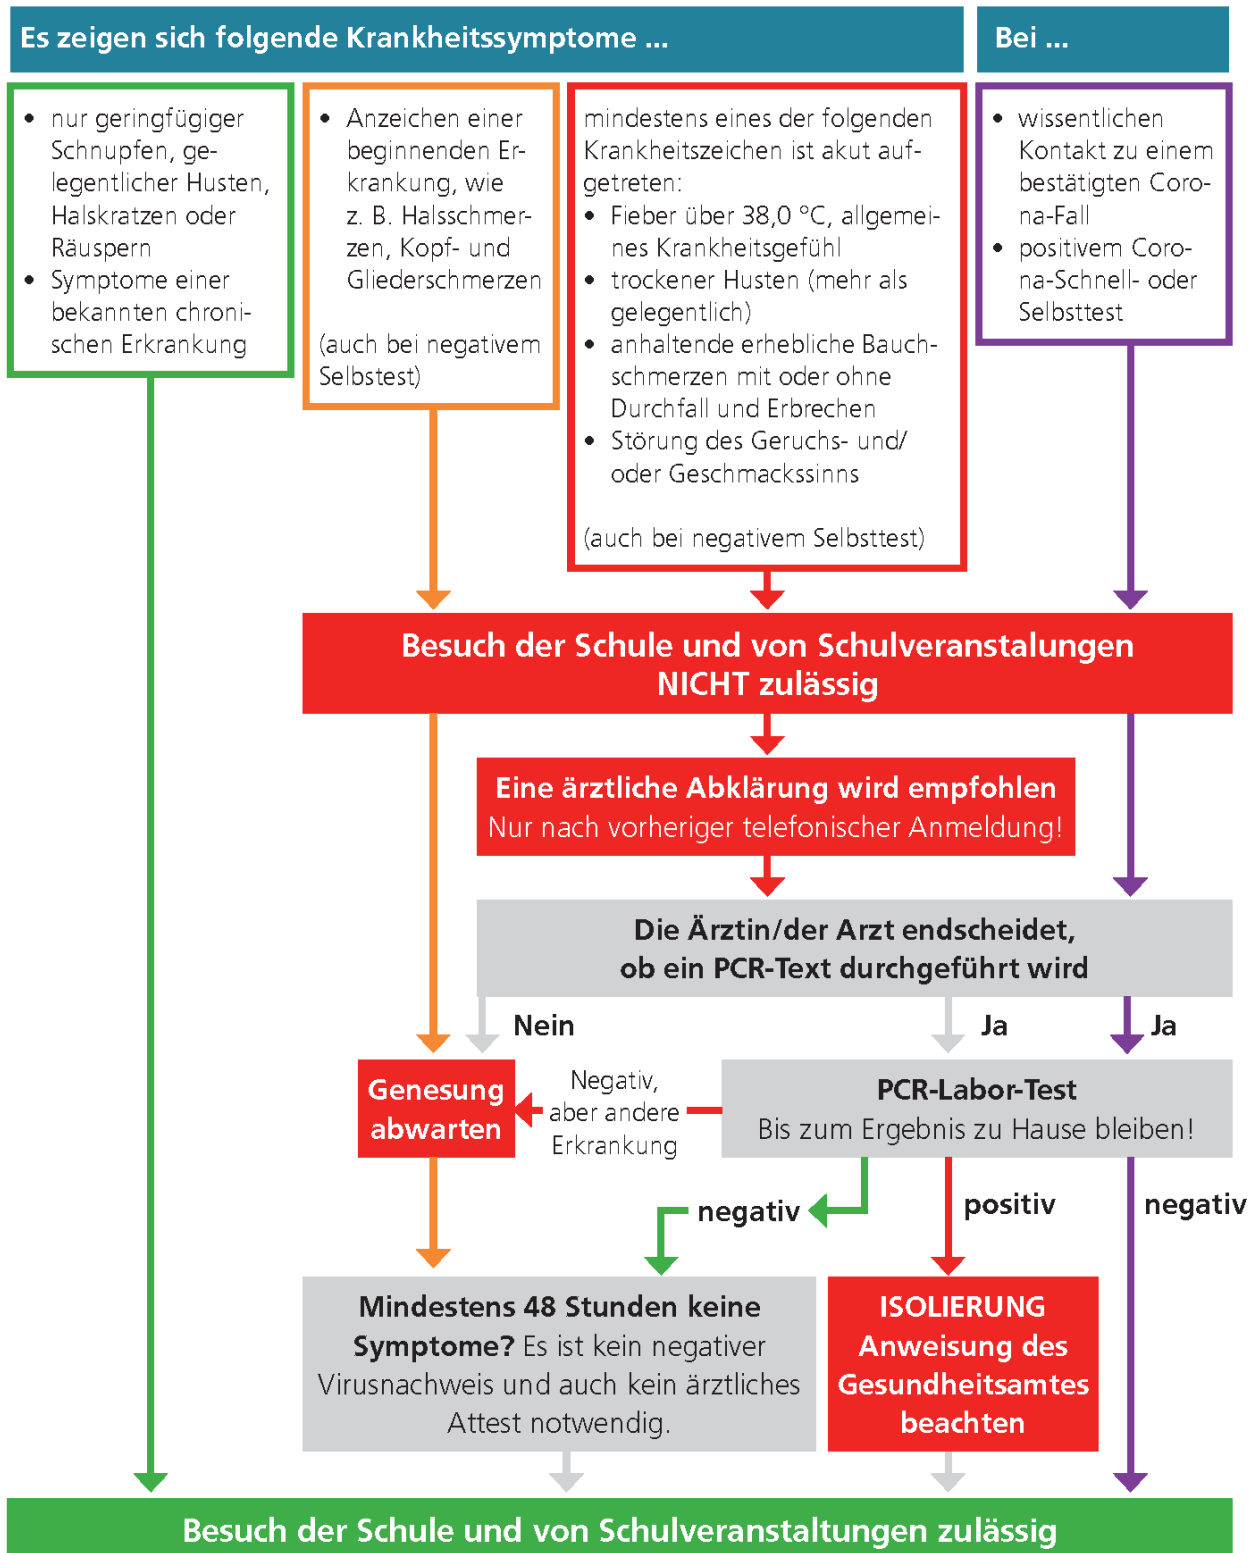 Es zeigen sich folgende Krankheitssymptome ...
Bei ...
• nur geringfügiger
Schnupfen, ge-
legentlicher Husten,
Halskratzen oder
Räuspern
• Symptome einer
bekannten chroni-
schen Erkrankung
• Anzeichen einer
beginnenden Er-
krankung, wie
z. B. Halsschmer-
zen, Kopf- und
Gliederschmerzen
(auch bei negativem
Selbstest)
mindestens eines der folgenden
Krankheitszeichen ist akut auf-
getreten:
• Fieber über 38,0 °C, allgemei-
nes Krankheitsgefühl
• trockener Husten (mehr als
gelegentlich)
• anhaltende erhebliche Bauch-
schmerzen mit oder ohne
Durchfall und Erbrechen
• Störung des Geruchs- und/
oder Geschmackssinns
(auch bei negativem Selbsttest)
• wissentlichen
Kontakt zu einem
bestätigten Coro-
na-Fall
• positivem Coro-
na-Schnell- oder
Selbsttest
Besuch der Schule und von Schulveranstalungen
NICHT zulässig
Eine ärztliche Abklärung wird empfohlen
Nur nach vorheriger telefonischer Anmeldung!
Die Ärztin/der Arzt endscheidet,
ob ein PCR-Text durchgeführt wird
Nein
Ja
Ja
Genesung
abwarten
Negativ,
aber andere
Erkrankung
PCR-Labor-Test
Bis zum Ergebnis zu Hause bleiben!
negativ
positiv
negativ
Mindestens 48 Stunden keine
Symptome? Es ist kein negativer
Virusnachweis und auch kein ärztliches
Attest notwendig.
ISOLIERUNG
Anweisung des
Gesundheitsamtes
beachten
Besuch der Schule und von Schulveranstaltungen zulässig